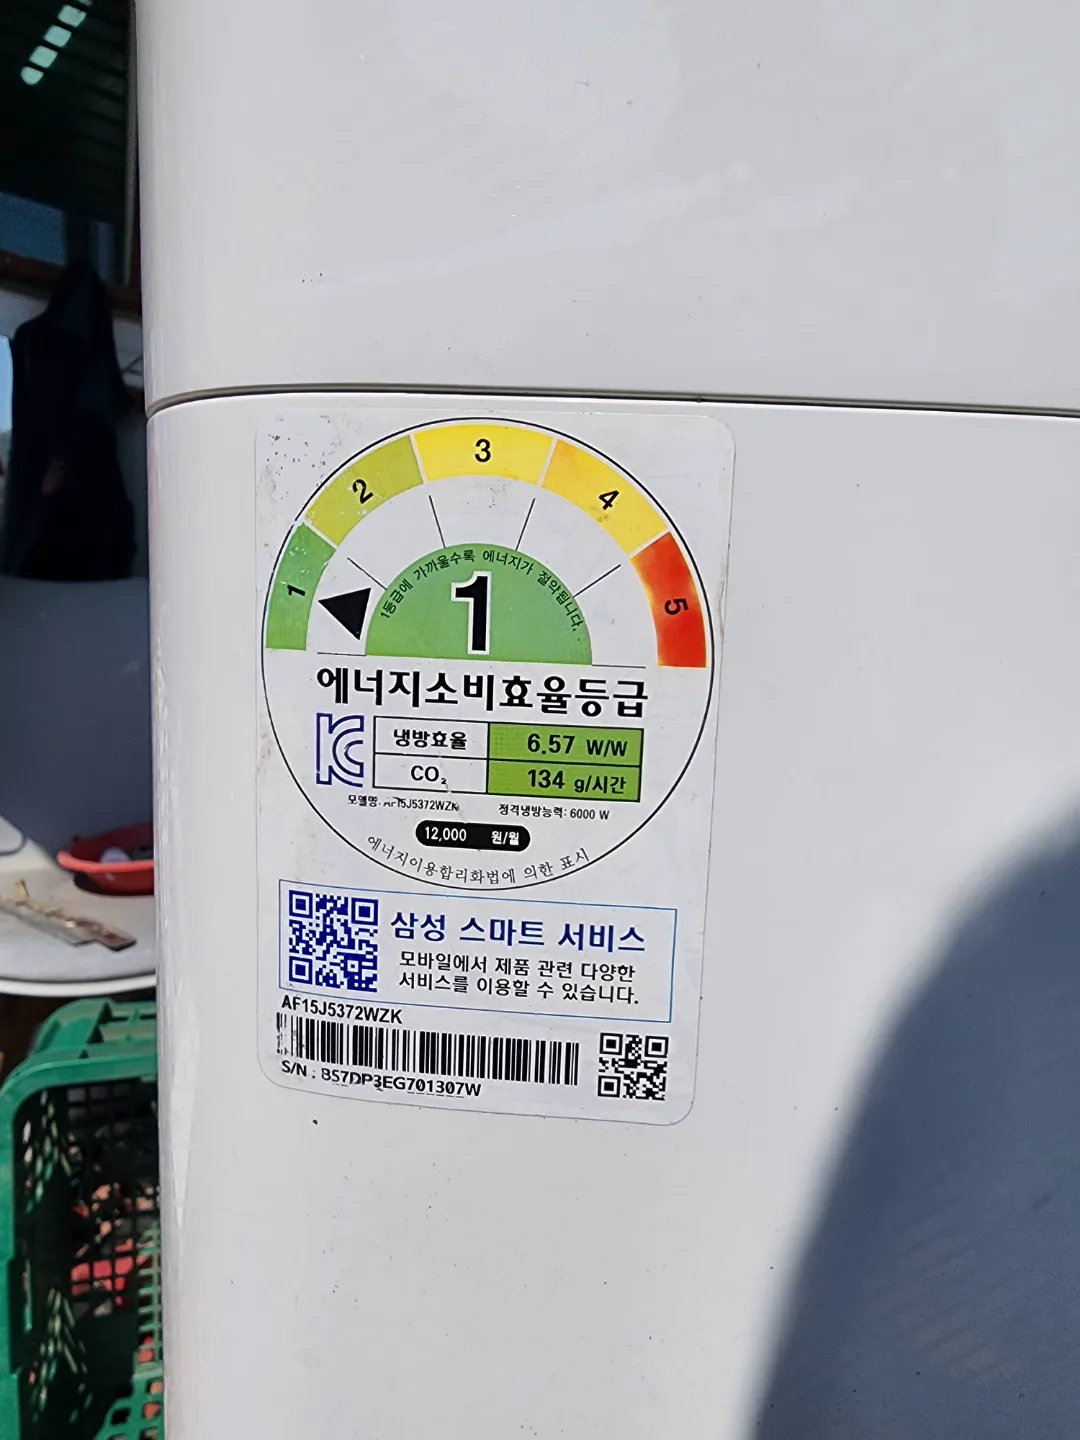 1
2
3
4
5
1등급에 가까울수록 에너지가 절약됩니다.
1
에너지소비효율등급
냉방효율 6.57 W/W
CO₂ 134 g/시간
모델명: AF15J5372WZK 정격냉방능력: 6000 W
12,000 원/월
에너지이용합리화법에 의한 표시
삼성 스마트 서비스
모바일에서 제품 관련 다양한
서비스를 이용할 수 있습니다.
AF15J5372WZK
S/N : BS7DP3EG701307W